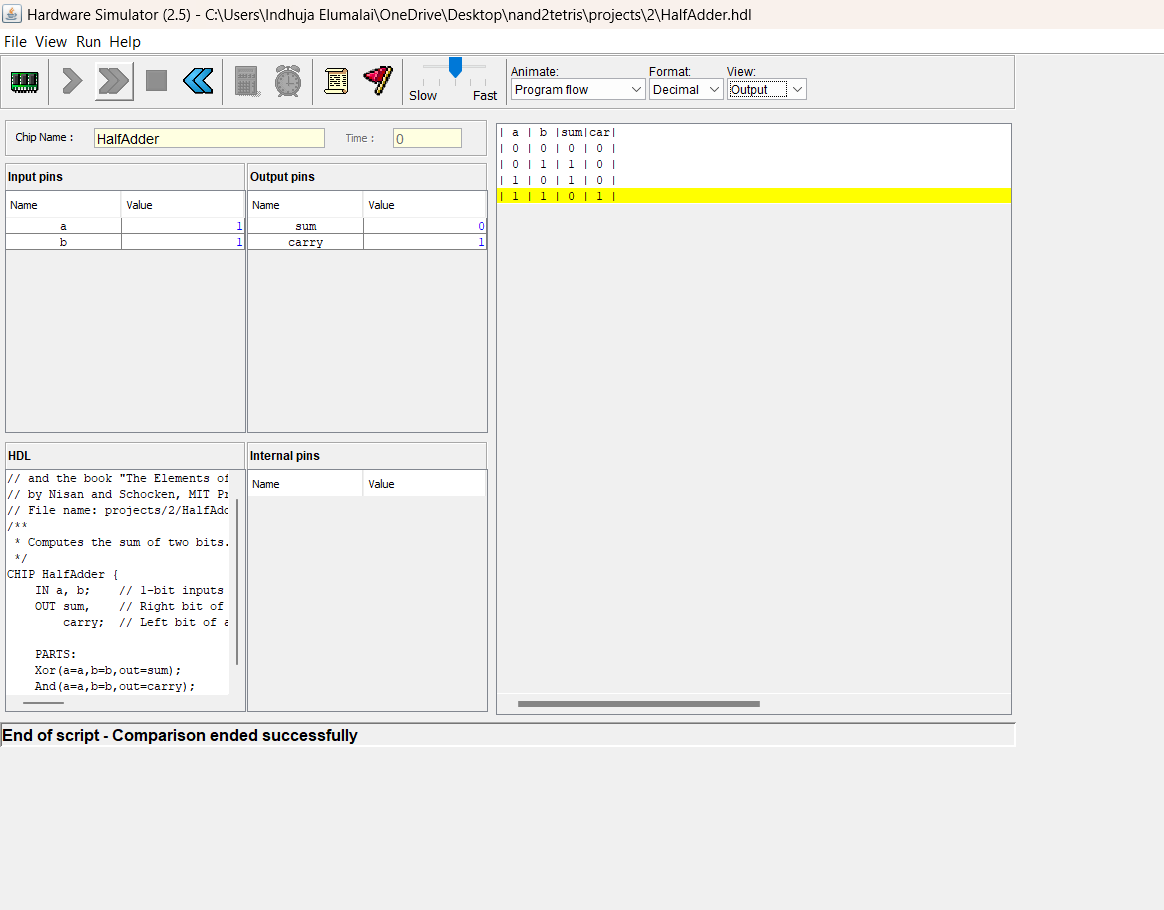 Hardware Simulator (2.5) - C:\Users\Indhuja Elumalai\OneDrive\Desktop\nand2tetris\projects\2\HalfAdder.hdl
File View Run Help
Slow Fast
Animate: Format: View:
Program flow Decimal Output
Chip Name : HalfAdder Time : 0
Input pins
Name Value
a 1
b 1
Output pins
Name Value
sum 0
carry 1
HDL
// and the book "The Elements of
// by Nisan and Schocken, MIT Pr
// File name: projects/2/HalfAdd
/**
 * Computes the sum of two bits.
 */
CHIP HalfAdder {
    IN a, b;    // 1-bit inputs
    OUT sum,    // Right bit of
        carry;  // Left bit of a
    PARTS:
    Xor(a=a,b=b,out=sum);
    And(a=a,b=b,out=carry);
Internal pins
Name Value
| a | b |sum|car|
| 0 | 0 | 0 | 0 |
| 0 | 1 | 1 | 0 |
| 1 | 0 | 1 | 0 |
| 1 | 1 | 0 | 1 |
End of script - Comparison ended successfully